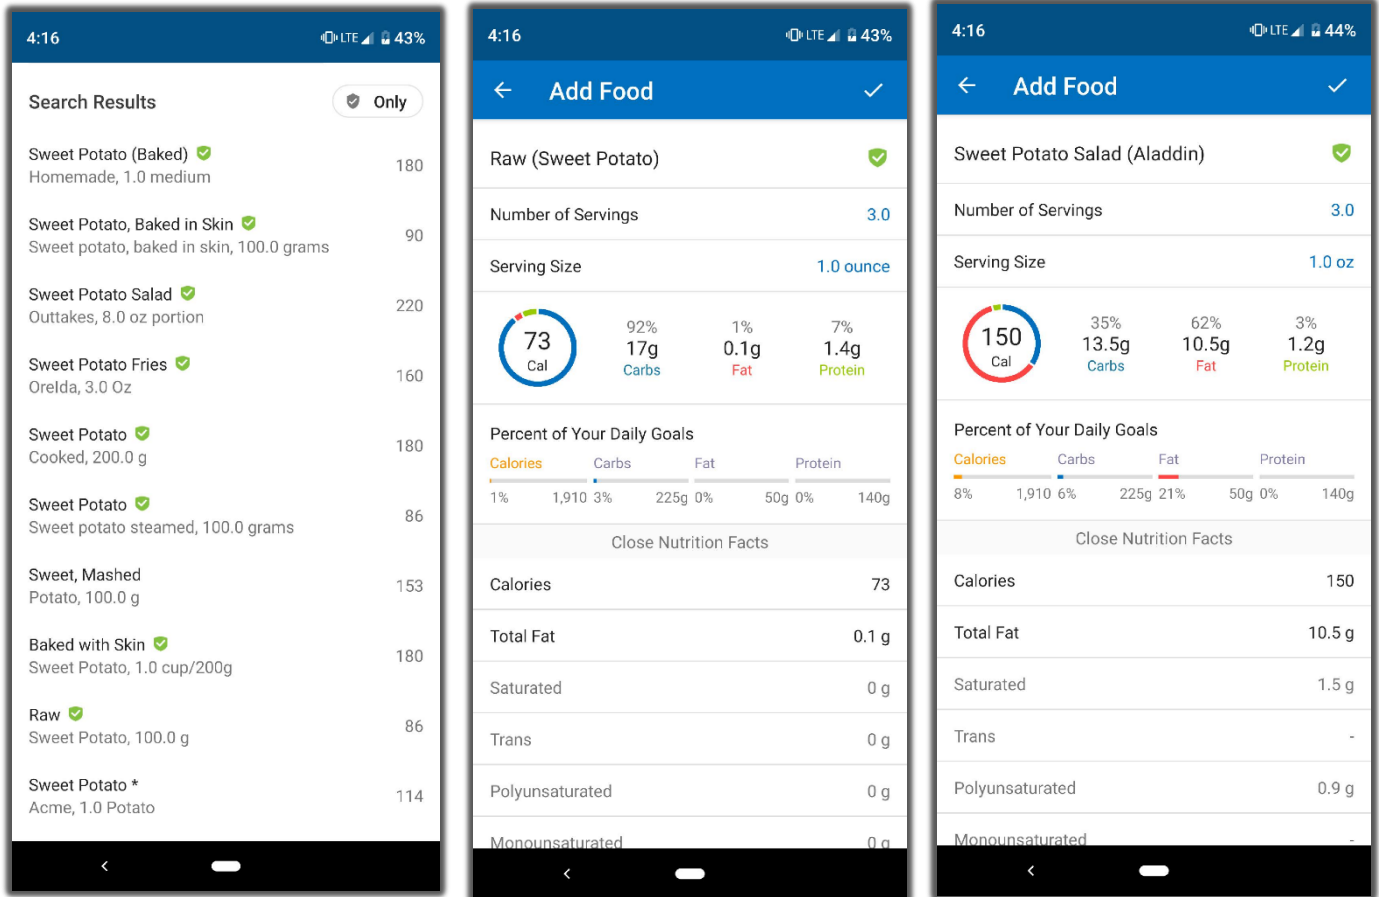 4:16
LTE 43%
Search Results
Only
Sweet Potato (Baked)
Homemade, 1.0 medium
180
Sweet Potato, Baked in Skin
Sweet potato, baked in skin, 100.0 grams
90
Sweet Potato Salad
Outtakes, 8.0 oz portion
220
Sweet Potato Fries
OreIda, 3.0 Oz
160
Sweet Potato
Cooked, 200.0 g
180
Sweet Potato
Sweet potato steamed, 100.0 grams
86
Sweet, Mashed
Potato, 100.0 g
153
Baked with Skin
Sweet Potato, 1.0 cup/200g
180
Raw
Sweet Potato, 100.0 g
86
Sweet Potato *
Acme, 1.0 Potato
114
4:16
LTE 43%
Add Food
Raw (Sweet Potato)
Number of Servings 3.0
Serving Size 1.0 ounce
73
Cal
92% 1% 7%
17g 0.1g 1.4g
Carbs Fat Protein
Percent of Your Daily Goals
Calories Carbs Fat Protein
1% 1,910 3% 225g 0% 50g 0% 140g
Close Nutrition Facts
Calories 73
Total Fat 0.1 g
Saturated 0 g
Trans 0 g
Polyunsaturated 0 g
Monounsaturated 0 g
4:16
LTE 44%
Add Food
Sweet Potato Salad (Aladdin)
Number of Servings 3.0
Serving Size 1.0 oz
150
Cal
35% 62% 3%
13.5g 10.5g 1.2g
Carbs Fat Protein
Percent of Your Daily Goals
Calories Carbs Fat Protein
8% 1,910 6% 225g 21% 50g 0% 140g
Close Nutrition Facts
Calories 150
Total Fat 10.5 g
Saturated 1.5 g
Trans -
Polyunsaturated 0.9 g
Monounsaturated -